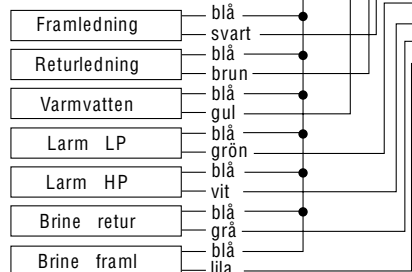 blå
Framledning
svart
blå
Returledning
brun
blå
Varmvatten
gul
blå
Larm LP
grön
blå
Larm HP
vit
blå
Brine retur
grå
blå
Brine framl
lila